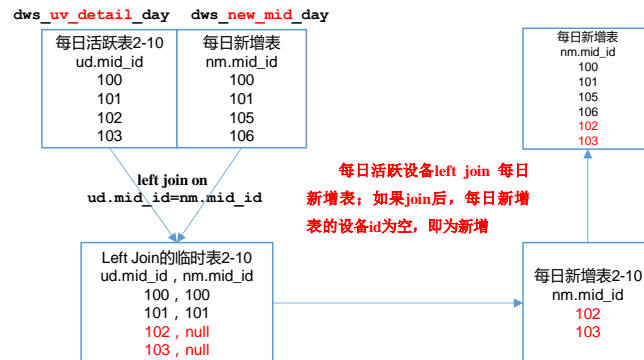 dws_uv_detail_day
dws_new_mid_day
每日活跃表2-10
ud.mid_id
100
101
102
103
每日新增表
nm.mid_id
100
101
105
106
每日新增表
nm.mid_id
100
101
105
106
102
103
left join on
ud.mid_id=nm.mid_id
每日活跃设备left join 每日
新增表；如果join后，每日新增
表的设备id为空，即为新增
Left Join的临时表2-10
ud.mid_id，nm.mid_id
100，100
101，101
102，null
103，null
每日新增表2-10
nm.mid_id
102
103